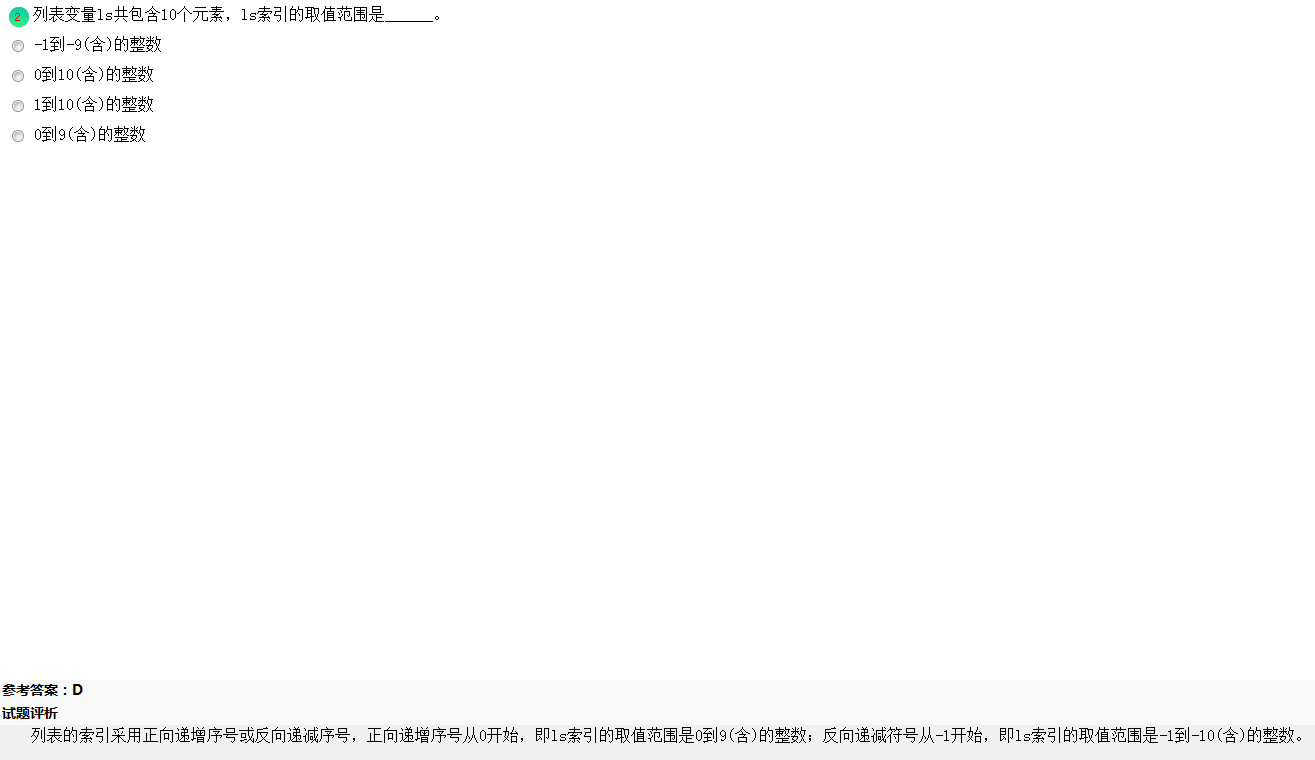 2 列表变量ls共包含10个元素，ls索引的取值范围是______。
-1到-9(含)的整数
0到10(含)的整数
1到10(含)的整数
0到9(含)的整数
参考答案：D
试题评析
列表的索引采用正向递增序号或反向递减序号，正向递增序号从0开始，即ls索引的取值范围是0到9(含)的整数；反向递减符号从-1开始，即ls索引的取值范围是-1到-10(含)的整数。